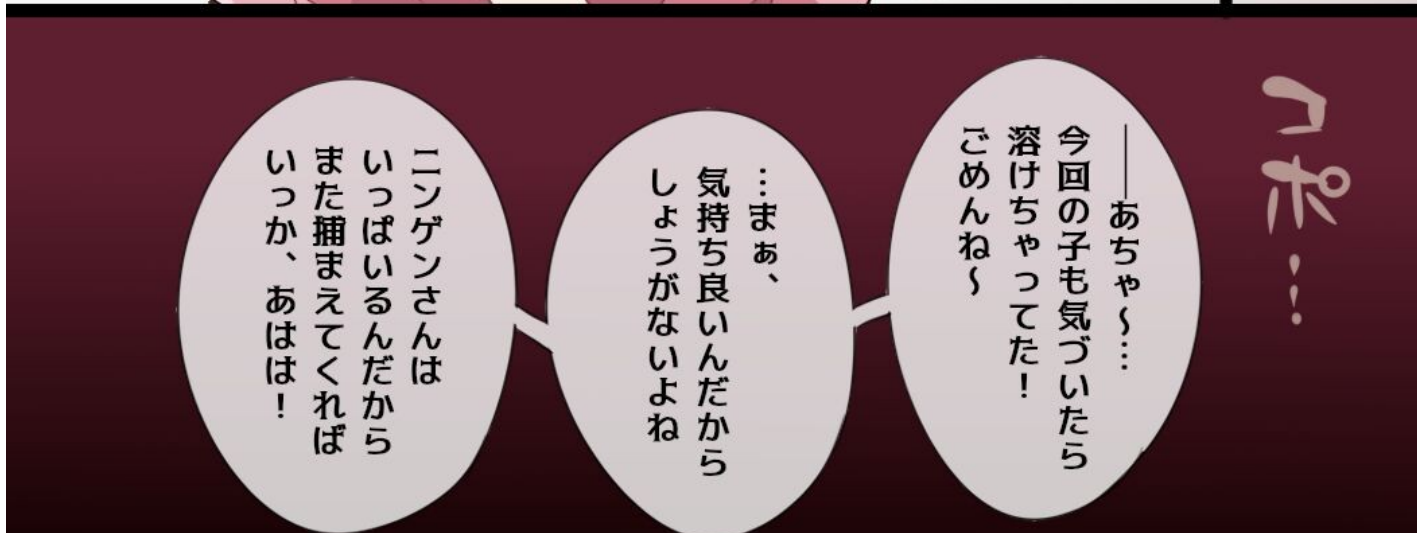 コポ…
――あちゃ～…
今回の子も気づいたら
溶けちゃってた！
ごめんね～
…まぁ、
気持ち良いんだから
しょうがないよね
ニンゲンさんは
いっぱいるんだから
また捕まえてくれば
いっか、あはは！